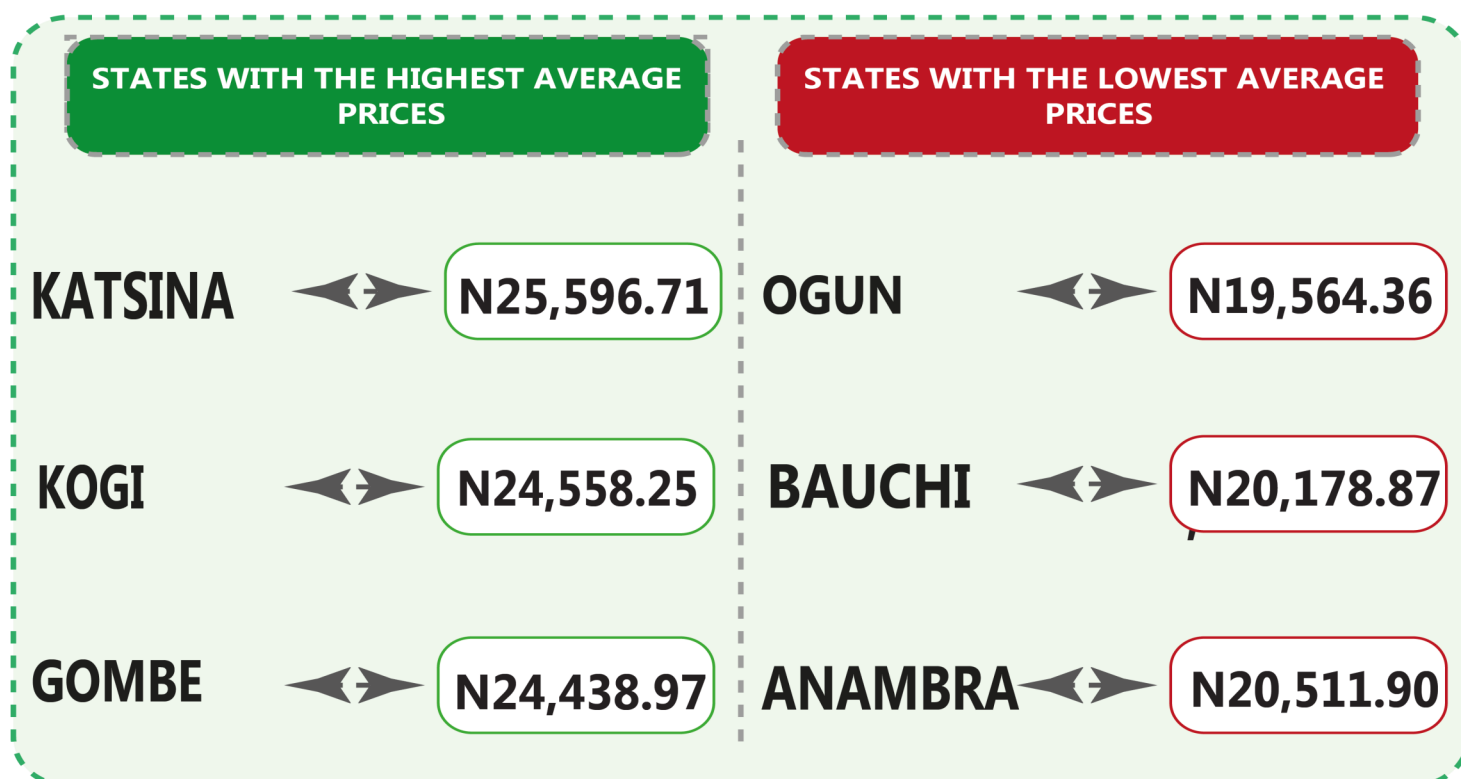 STATES WITH THE HIGHEST AVERAGE
PRICES
KATSINA N25,596.71
KOGI N24,558.25
GOMBE N24,438.97
STATES WITH THE LOWEST AVERAGE
PRICES
OGUN N19,564.36
BAUCHI N20,178.87
ANAMBRA N20,511.90